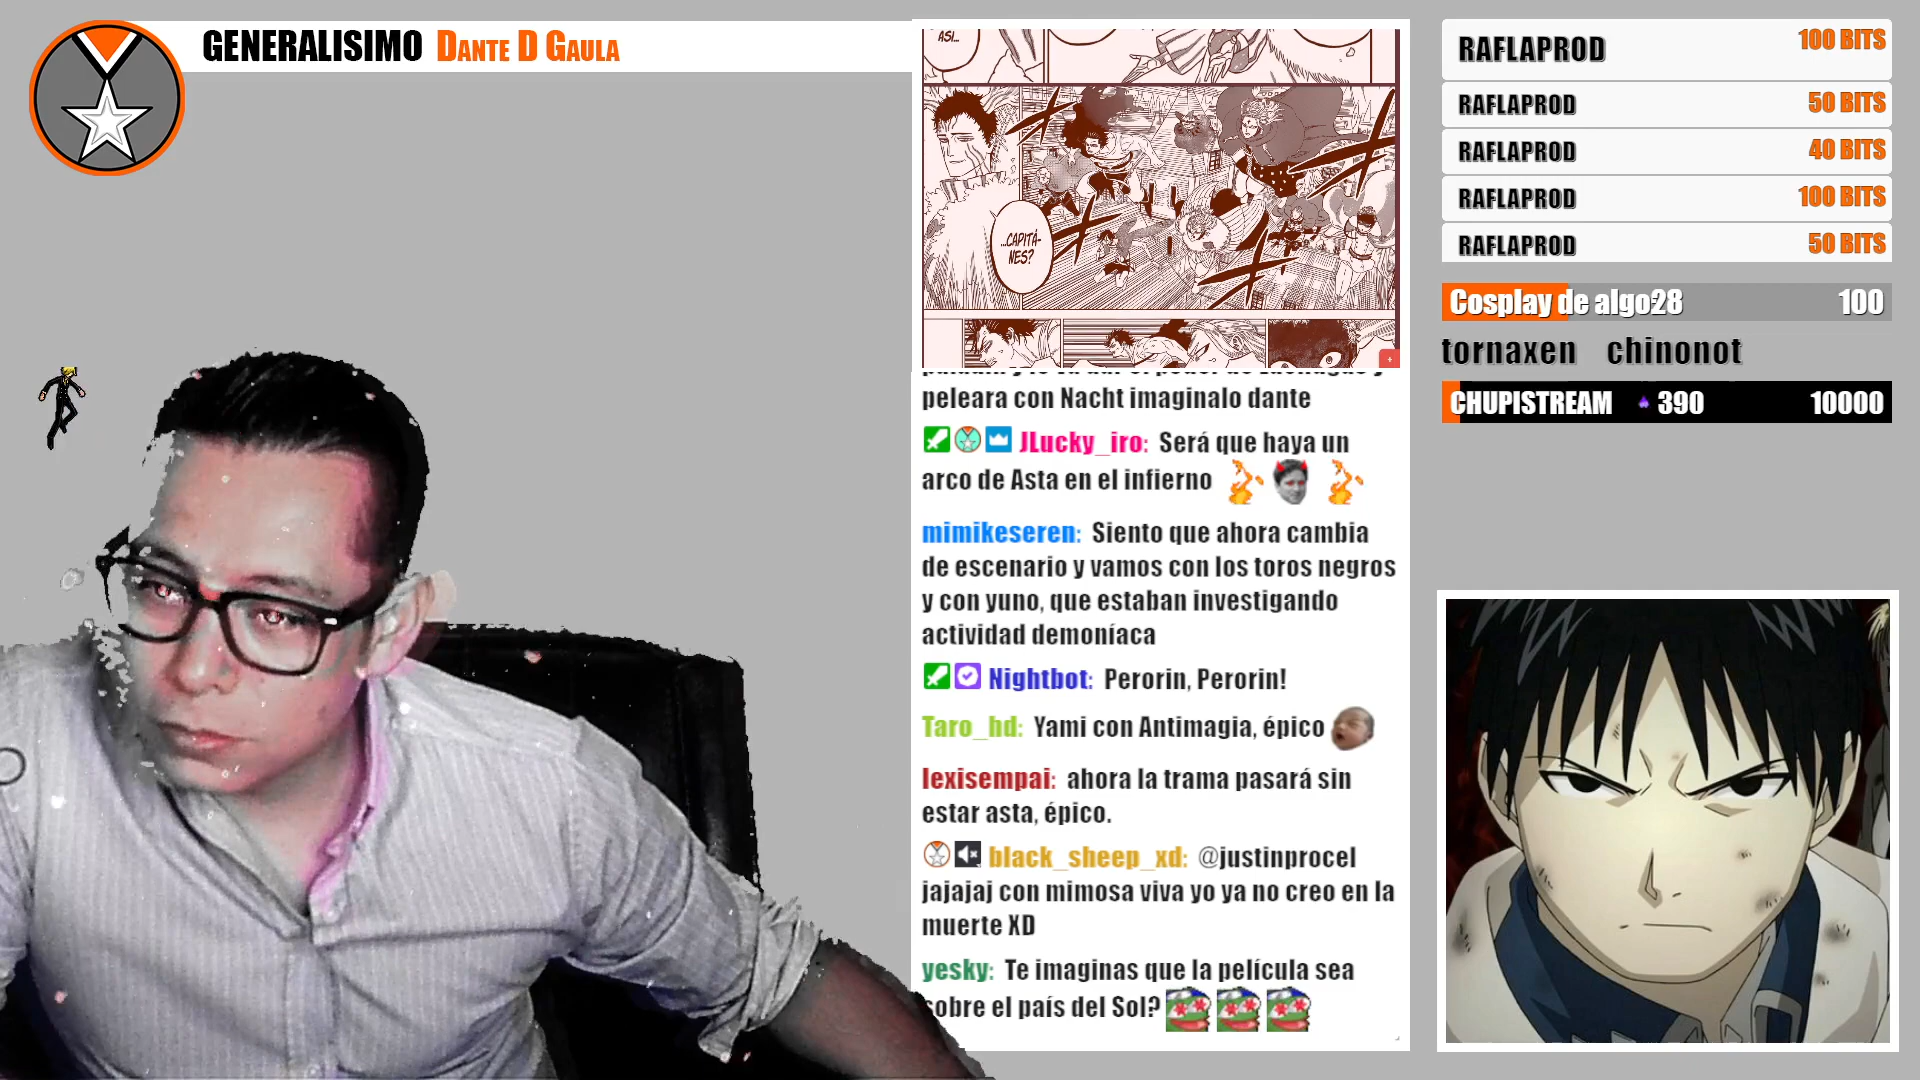 GENERALISIMO Dante D Gaula
ASI...
...CAPITÁ-
NES?
peleara con Nacht imaginalo dante
JLucky_iro: Será que haya un
arco de Asta en el infierno
mimikeseren: Siento que ahora cambia
de escenario y vamos con los toros negros
y con yuno, que estaban investigando
actividad demoníaca
Nightbot: Perorin, Perorin!
Taro_hd: Yami con Antimagia, épico
lexisempai: ahora la trama pasará sin
estar asta, épico.
black_sheep_xd: @justinprocel
jajajaj con mimosa viva yo ya no creo en la
muerte XD
yesky: Te imaginas que la película sea
sobre el país del Sol?
RAFLAPROD 100 BITS
RAFLAPROD 50 BITS
RAFLAPROD 40 BITS
RAFLAPROD 100 BITS
RAFLAPROD 50 BITS
Cosplay de algo28 100
tornaxen chinonot
CHUPISTREAM 390 10000